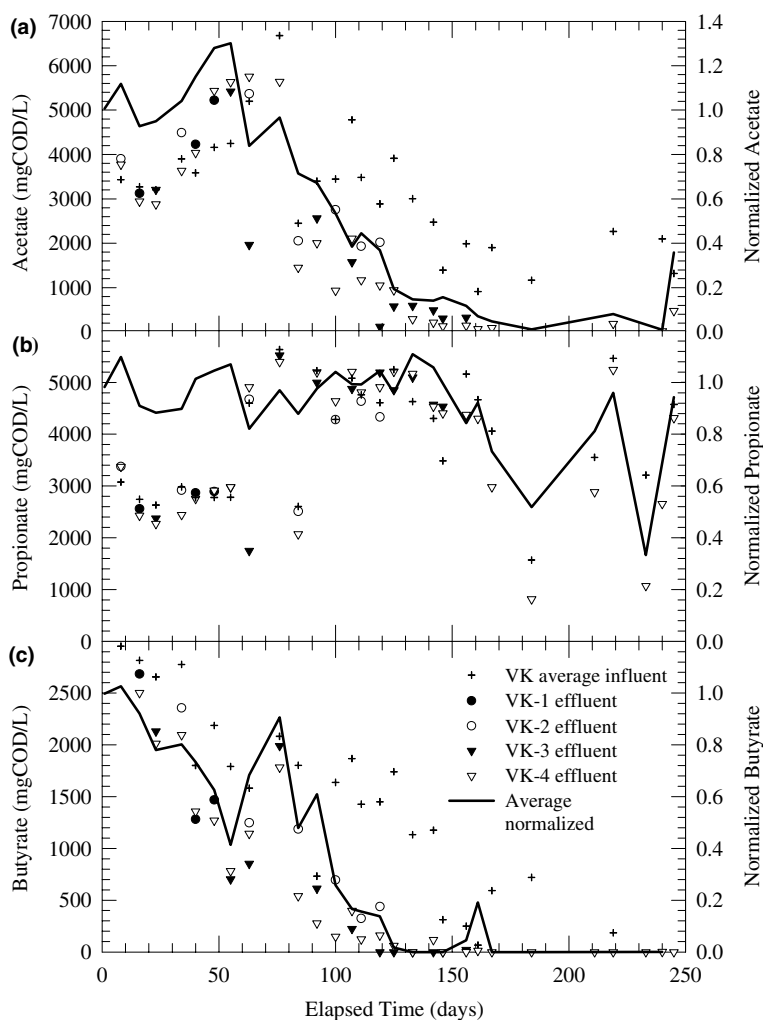 (a)
7000
6000
5000
4000
3000
2000
1000
0
Acetate (mgCOD/L)
1.4
1.2
1.0
0.8
0.6
0.4
0.2
0.0
Normalized Acetate
(b)
5000
4000
3000
2000
1000
0
Propionate (mgCOD/L)
1.0
0.8
0.6
0.4
0.2
0.0
Normalized Propionate
(c)
2500
2000
1500
1000
500
0
Butyrate (mgCOD/L)
VK average influent
VK-1 effluent
VK-2 effluent
VK-3 effluent
VK-4 effluent
Average
normalized
1.0
0.8
0.6
0.4
0.2
0.0
Normalized Butyrate
0 50 100 150 200 250
Elapsed Time (days)